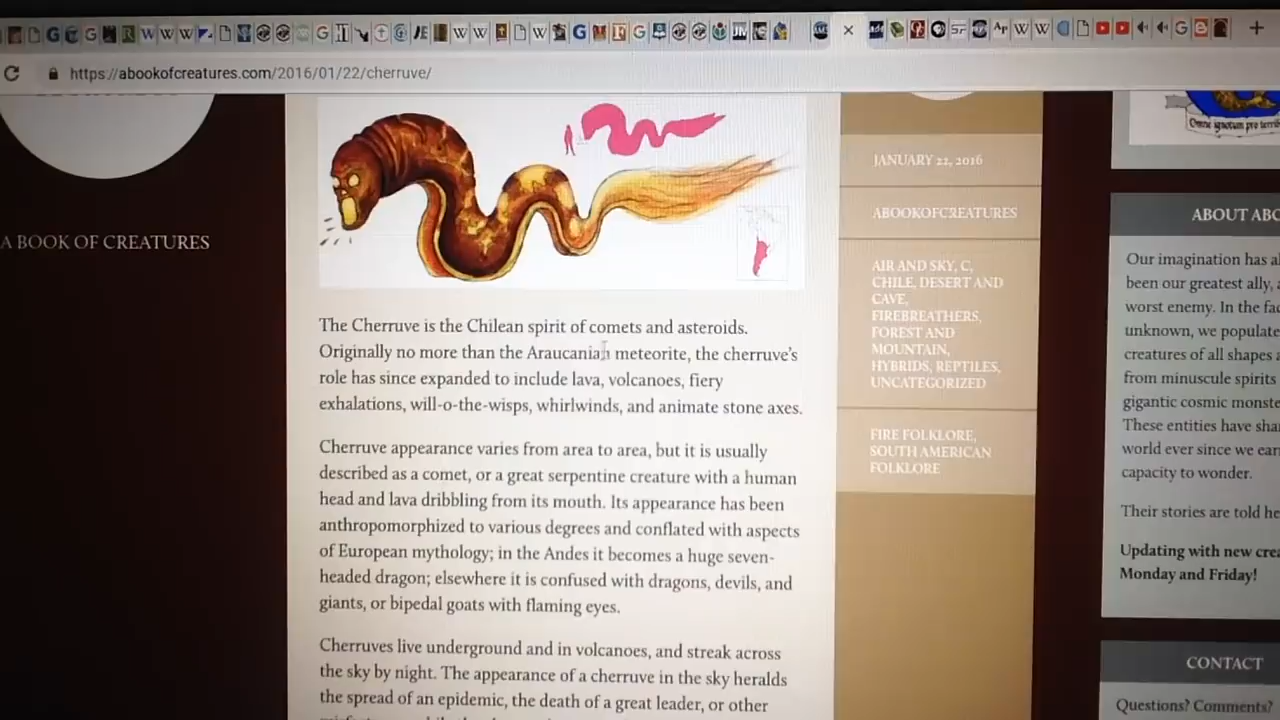 https://abookofcreatures.com/2016/01/22/cherruve/
A BOOK OF CREATURES
The Cherruve is the Chilean spirit of comets and asteroids.
Originally no more than the Araucanian meteorite, the cherruve's
role has since expanded to include lava, volcanoes, fiery
exhalations, will-o-the-wisps, whirlwinds, and animate stone axes.
Cherruve appearance varies from area to area, but it is usually
described as a comet, or a great serpentine creature with a human
head and lava dribbling from its mouth. Its appearance has been
anthropomorphized to various degrees and conflated with aspects
of European mythology; in the Andes it becomes a huge seven-
headed dragon; elsewhere it is confused with dragons, devils, and
giants, or bipedal goats with flaming eyes.
Cherruves live underground and in volcanoes, and streak across
the sky by night. The appearance of a cherruve in the sky heralds
the spread of an epidemic, the death of a great leader, or other
JANUARY 22, 2016
ABOOKOFCREATURES
AIR AND SKY, C,
CHILE, DESERT AND
CAVE,
FIREBREATHERS,
FOREST AND
MOUNTAIN,
HYBRIDS, REPTILES,
UNCATEGORIZED
FIRE FOLKLORE,
SOUTH AMERICAN
FOLKLORE
Omne ignotum pro
ABOUT
Our imagination has
been our greatest ally,
worst enemy. In the
unknown, we populate
creatures of all shapes
from minuscule spirits
gigantic cosmic
These entities have
world ever since we
capacity to wonder.
Their stories are told
Updating with new
Monday and Friday!
CONTACT
Questions? Comments?